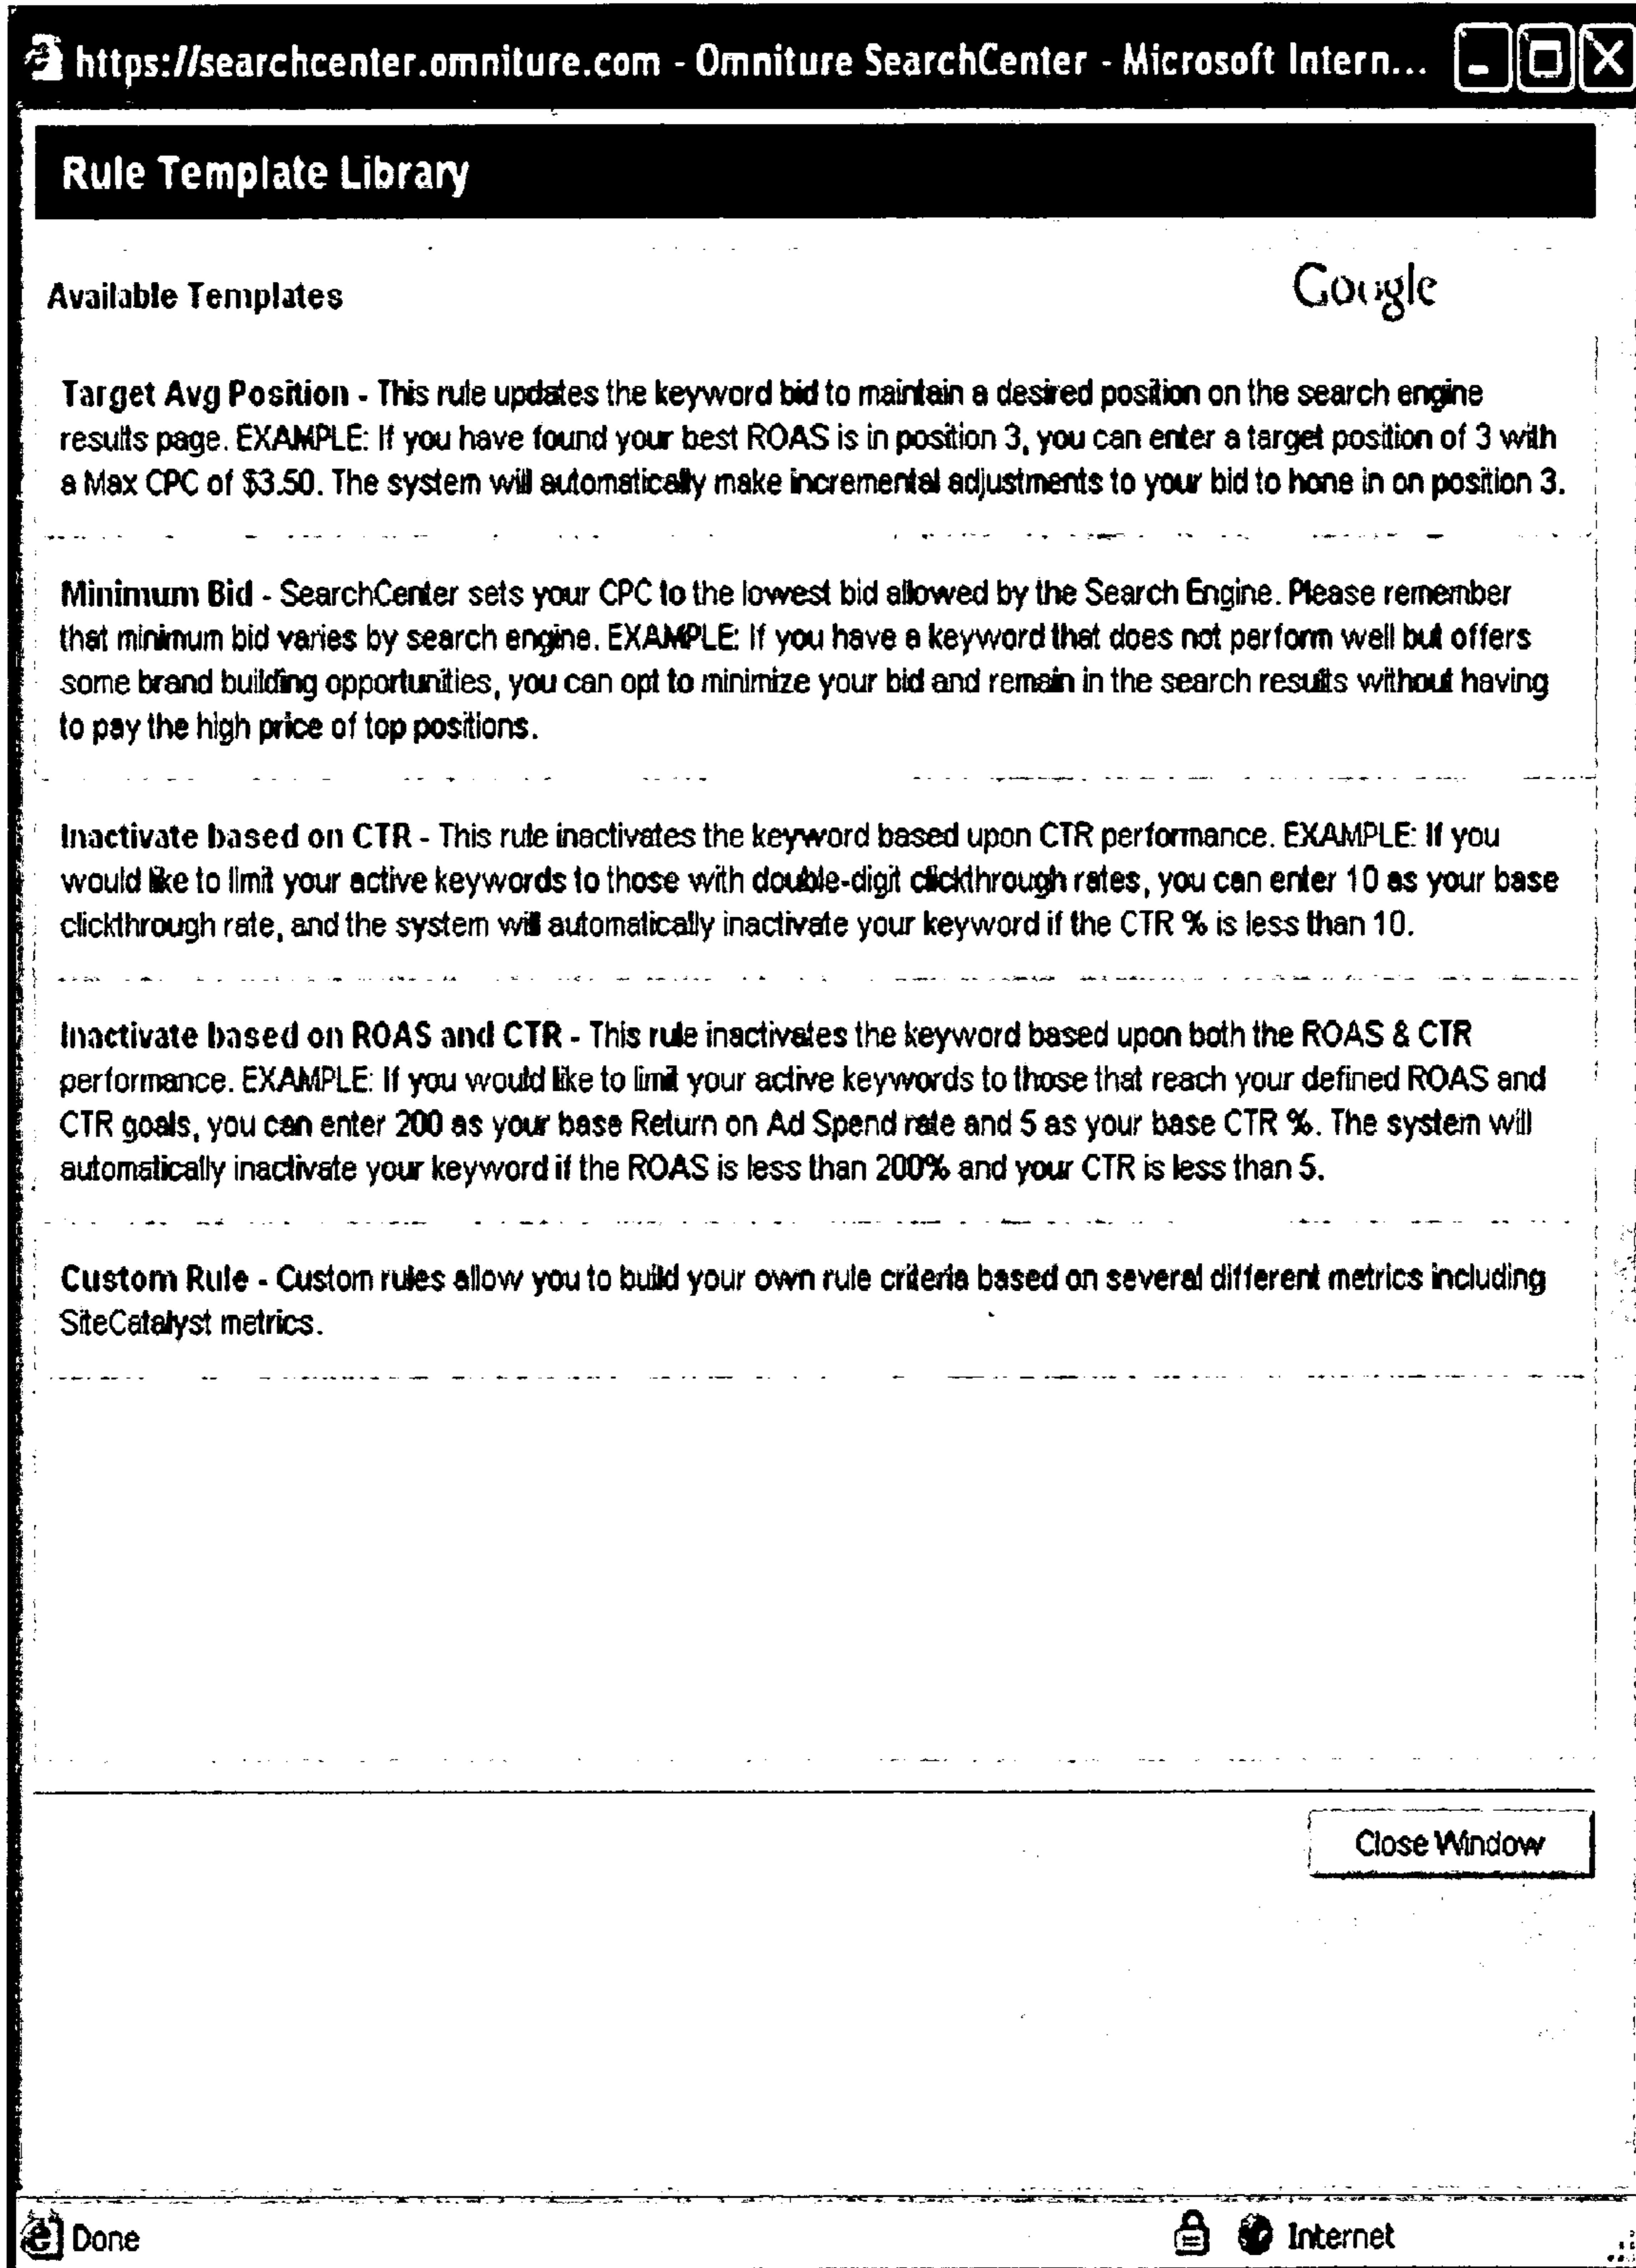 https://searchcenter.omniture.com - Omniture SearchCenter - Microsoft Intern...
Rule Template Library
Available Templates
Google
Target Avg Position - This rule updates the keyword bid to maintain a desired position on the search engine
results page. EXAMPLE: If you have found your best ROAS is in position 3, you can enter a target position of 3 with
a Max CPC of $3.50. The system will automatically make incremental adjustments to your bid to hone in on position 3.
Minimum Bid - SearchCenter sets your CPC to the lowest bid allowed by the Search Engine. Please remember
that minimum bid varies by search engine. EXAMPLE: If you have a keyword that does not perform well but offers
some brand building opportunities, you can opt to minimize your bid and remain in the search results without having
to pay the high price of top positions.
Inactivate based on CTR - This rule inactivates the keyword based upon CTR performance. EXAMPLE: If you
would like to limit your active keywords to those with double-digit clickthrough rates, you can enter 10 as your base
clickthrough rate, and the system will automatically inactivate your keyword if the CTR % is less than 10.
Inactivate based on ROAS and CTR - This rule inactivates the keyword based upon both the ROAS & CTR
performance. EXAMPLE: If you would like to limit your active keywords to those that reach your defined ROAS and
CTR goals, you can enter 200 as your base Return on Ad Spend rate and 5 as your base CTR %. The system will
automatically inactivate your keyword if the ROAS is less than 200% and your CTR is less than 5.
Custom Rule - Custom rules allow you to build your own rule criteria based on several different metrics including
SiteCatalyst metrics.
Close Window
Done
Internet